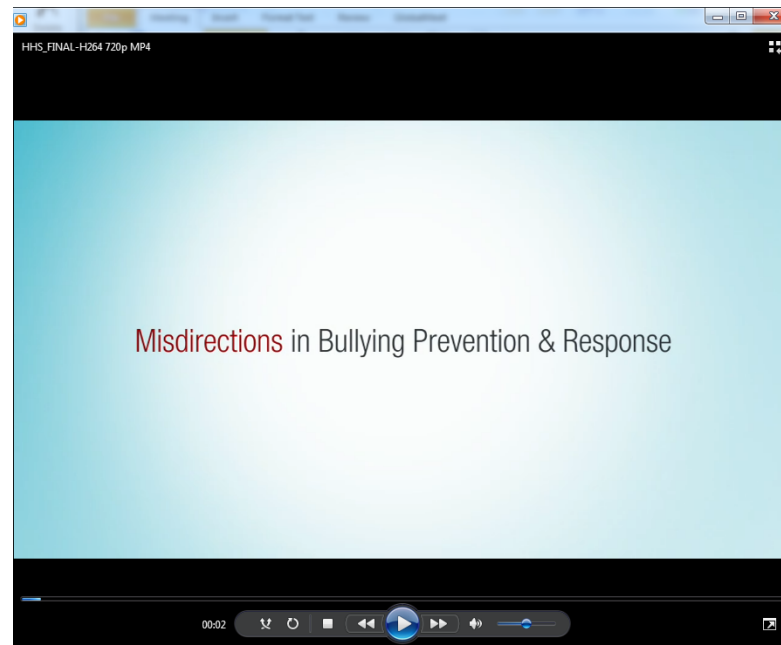 HHS_FINAL-H264 720p MP4
Misdirections in Bullying Prevention & Response
00:02